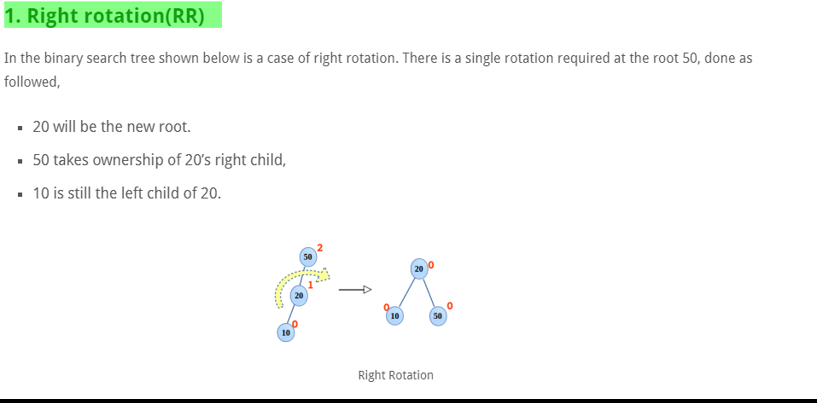 1. Right rotation(RR)
In the binary search tree shown below is a case of right rotation. There is a single rotation required at the root 50, done as
followed,
▪ 20 will be the new root.
▪ 50 takes ownership of 20’s right child,
▪ 10 is still the left child of 20.
50 2
20 1
10 0
20 0
0 10
50 0
Right Rotation